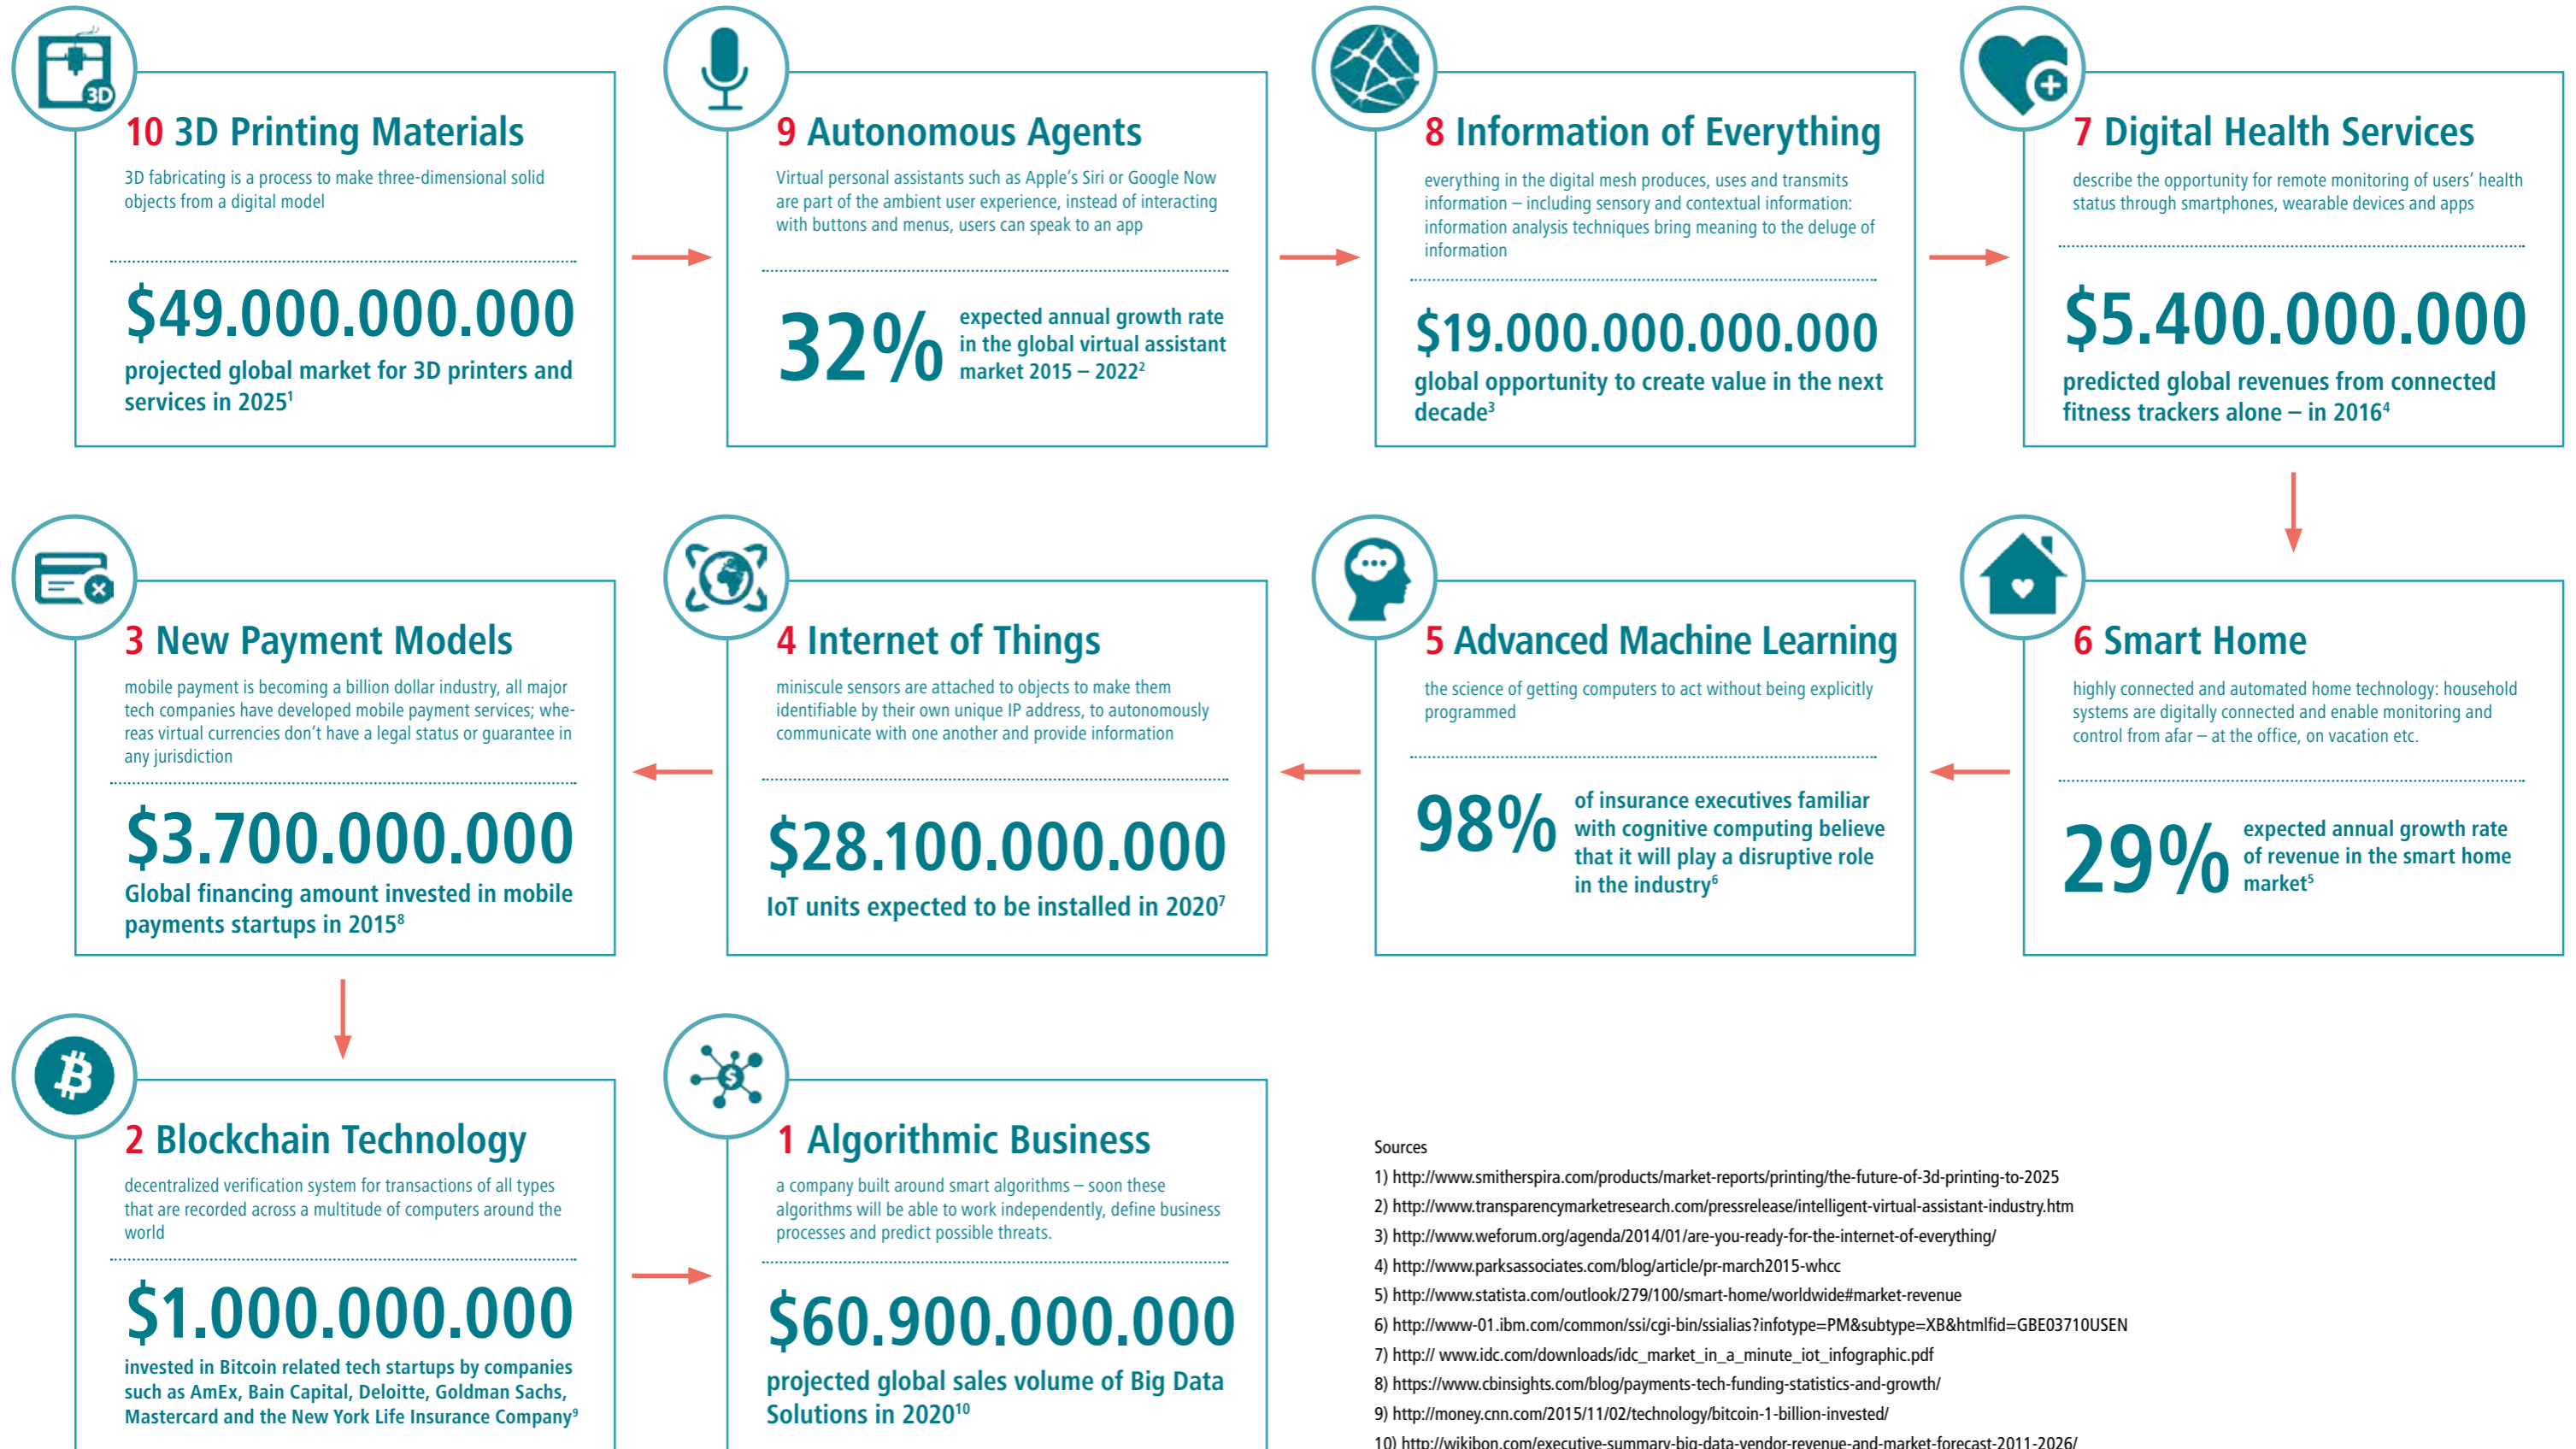 3D
10 3D Printing Materials
3D fabricating is a process to make three-dimensional solid
objects from a digital model
$49.000.000.000
projected global market for 3D printers and
services in 2025¹
9 Autonomous Agents
Virtual personal assistants such as Apple's Siri or Google Now
are part of the ambient user experience, instead of interacting
with buttons and menus, users can speak to an app
32%
expected annual growth rate
in the global virtual assistant
market 2015 – 2022²
8 Information of Everything
everything in the digital mesh produces, uses and transmits
information – including sensory and contextual information:
information analysis techniques bring meaning to the deluge of
information
$19.000.000.000.000
global opportunity to create value in the next
decade³
7 Digital Health Services
describe the opportunity for remote monitoring of users' health
status through smartphones, wearable devices and apps
$5.400.000.000
predicted global revenues from connected
fitness trackers alone – in 2016⁴
6 Smart Home
highly connected and automated home technology: household
systems are digitally connected and enable monitoring and
control from afar – at the office, on vacation etc.
29%
expected annual growth rate
of revenue in the smart home
market⁵
5 Advanced Machine Learning
the science of getting computers to act without being explicitly
programmed
98%
of insurance executives familiar
with cognitive computing believe
that it will play a disruptive role
in the industry⁶
4 Internet of Things
miniscule sensors are attached to objects to make them
identifiable by their own unique IP address, to autonomously
communicate with one another and provide information
$28.100.000.000
IoT units expected to be installed in 2020⁷
3 New Payment Models
mobile payment is becoming a billion dollar industry, all major
tech companies have developed mobile payment services; whe-
reas virtual currencies don't have a legal status or guarantee in
any jurisdiction
$3.700.000.000
Global financing amount invested in mobile
payments startups in 2015⁸
2 Blockchain Technology
decentralized verification system for transactions of all types
that are recorded across a multitude of computers around the
world
$1.000.000.000
invested in Bitcoin related tech startups by companies
such as AmEx, Bain Capital, Deloitte, Goldman Sachs,
Mastercard and the New York Life Insurance Company⁹
$
1 Algorithmic Business
a company built around smart algorithms – soon these
algorithms will be able to work independently, define business
processes and predict possible threats.
$60.900.000.000
projected global sales volume of Big Data
Solutions in 2020¹⁰
Sources
1) http://www.smitherspira.com/products/market-reports/printing/the-future-of-3d-printing-to-2025
2) http://www.transparencymarketresearch.com/pressrelease/intelligent-virtual-assistant-industry.htm
3) http://www.weforum.org/agenda/2014/01/are-you-ready-for-the-internet-of-everything/
4) http://www.parksassociates.com/blog/article/pr-march2015-whcc
5) http://www.statista.com/outlook/279/100/smart-home/worldwide#market-revenue
6) http://www-01.ibm.com/common/ssi/cgi-bin/ssialias?infotype=PM&subtype=XB&htmlfid=GBE03710USEN
7) http:// www.idc.com/downloads/idc_market_in_a_minute_iot_infographic.pdf
8) https://www.cbinsights.com/blog/payments-tech-funding-statistics-and-growth/
9) http://money.cnn.com/2015/11/02/technology/bitcoin-1-billion-invested/
10) http://wikibon.com/executive-summary-big-data-vendor-revenue-and-market-forecast-2011-2026/